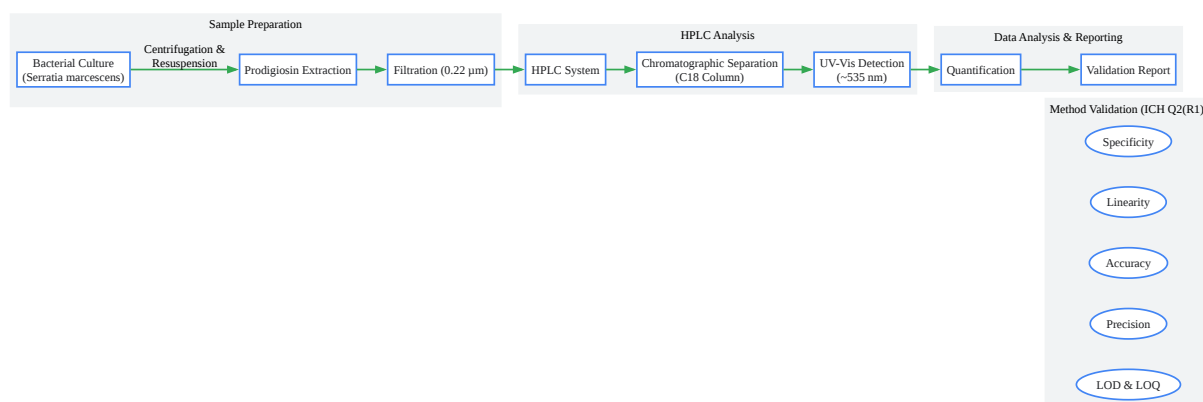 Sample Preparation
Bacterial Culture
(Serratia marcescens)
Centrifugation &
Resuspension
Prodigiosin Extraction
Filtration (0.22 µm)
HPLC Analysis
HPLC System
Chromatographic Separation
(C18 Column)
UV-Vis Detection
(~535 nm)
Data Analysis & Reporting
Quantification
Validation Report
Method Validation (ICH Q2(R1)
Specificity
Linearity
Accuracy
Precision
LOD & LOQ